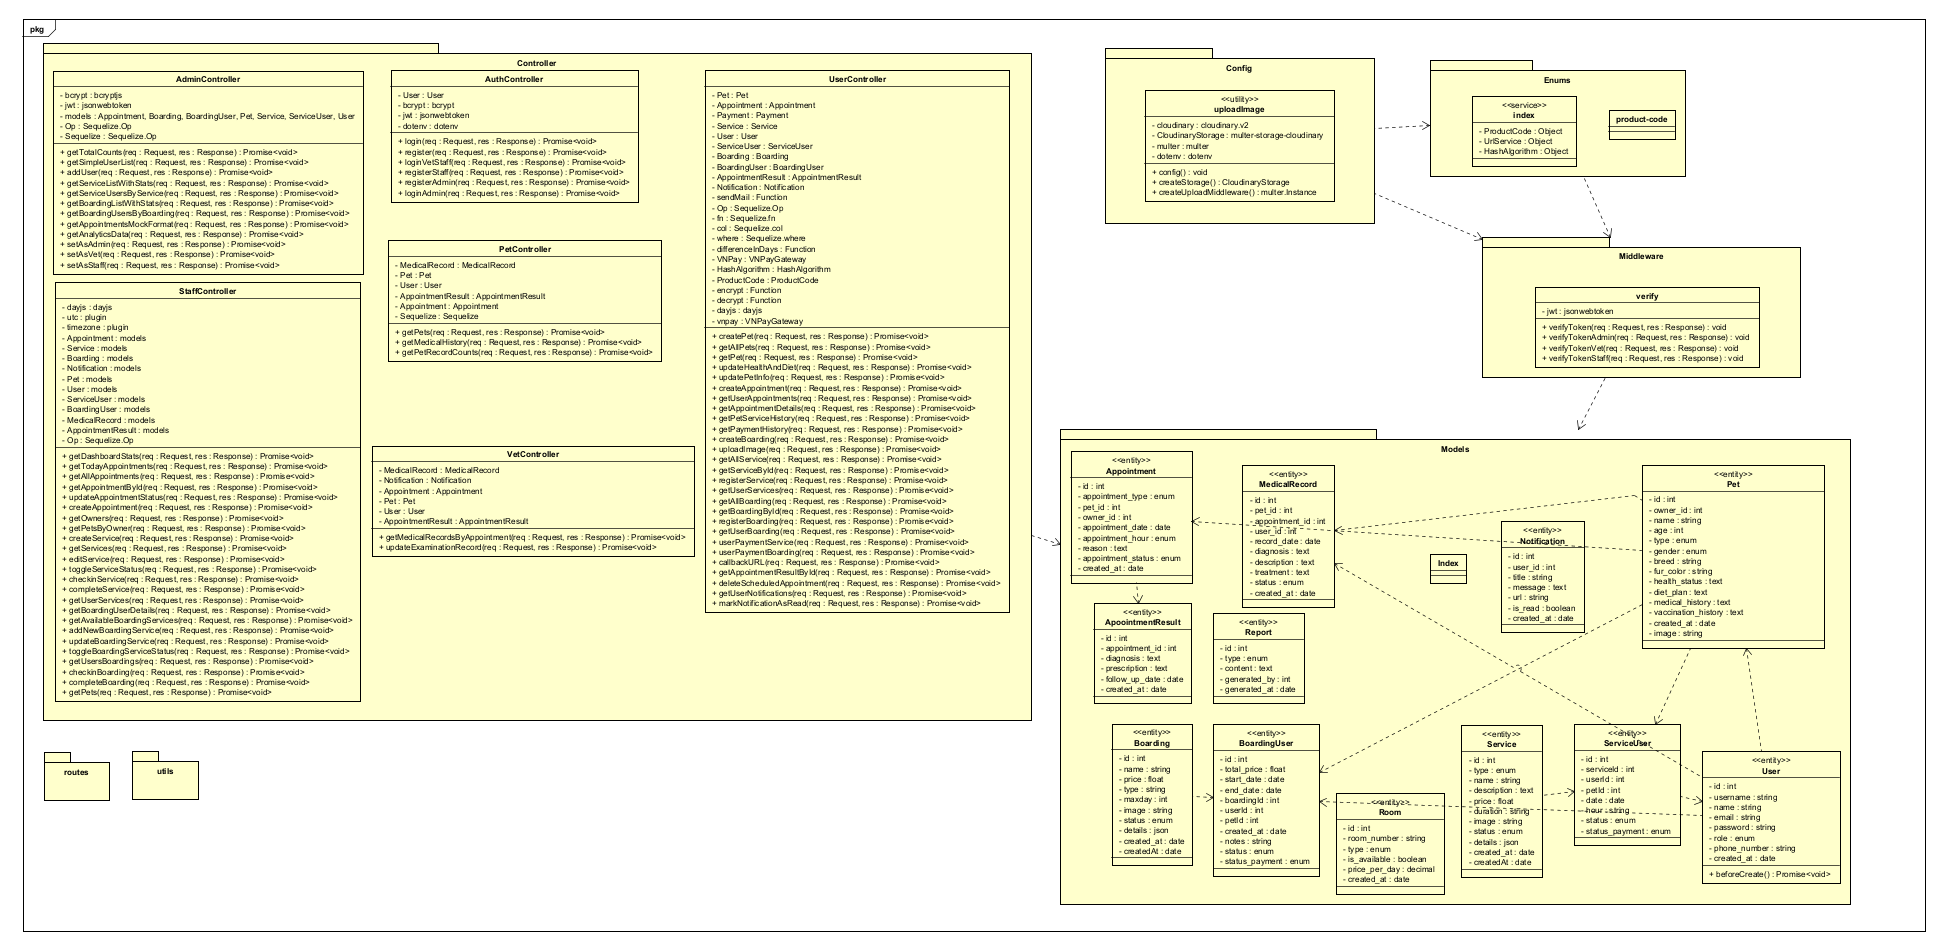 pkg
Controller
AdminController
- bcrypt : bcryptjs
- jwt : jsonwebtoken
- models : Appointment, Boarding, BoardingUser, Pet, Service, ServiceUser, User
- Op : Sequelize.Op
- Sequelize : Sequelize.Op
+ getTotalCounts(req : Request, res : Response) : Promise<void>
+ getSimpleUserList(req : Request, res : Response) : Promise<void>
+ addUser(req : Request, res : Response) : Promise<void>
+ getServiceListWithStats(req : Request, res : Response) : Promise<void>
+ getServiceUsersByService(req : Request, res : Response) : Promise<void>
+ getBoardingListWithStats(req : Request, res : Response) : Promise<void>
+ getBoardingUsersByBoarding(req : Request, res : Response) : Promise<void>
+ getAppointmentsMockFormat(req : Request, res : Response) : Promise<void>
+ getAnalyticsData(req : Request, res : Response) : Promise<void>
+ setAsAdmin(req : Request, res : Response) : Promise<void>
+ setAsVet(req : Request, res : Response) : Promise<void>
+ setAsStaff(req : Request, res : Response) : Promise<void>
StaffController
- dayjs : dayjs
- utc : plugin
- timezone : plugin
- Appointment : models
- Service : models
- Boarding : models
- Notification : models
- Pet : models
- User : models
- ServiceUser : models
- BoardingUser : models
- MedicalRecord : models
- AppointmentResult : models
- Op : Sequelize.Op
+ getDashboardStats(req : Request, res : Response) : Promise<void>
+ getTodayAppointments(req : Request, res : Response) : Promise<void>
+ getAllAppointments(req : Request, res : Response) : Promise<void>
+ getAppointmentById(req : Request, res : Response) : Promise<void>
+ updateAppointmentStatus(req : Request, res : Response) : Promise<void>
+ createAppointment(req : Request, res : Response) : Promise<void>
+ getOwners(req : Request, res : Response) : Promise<void>
+ getPetsByOwner(req : Request, res : Response) : Promise<void>
+ createService(req : Request, res : Response) : Promise<void>
+ getServices(req : Request, res : Response) : Promise<void>
+ editService(req : Request, res : Response) : Promise<void>
+ toggleServiceStatus(req : Request, res : Response) : Promise<void>
+ checkinService(req : Request, res : Response) : Promise<void>
+ completeService(req : Request, res : Response) : Promise<void>
+ getUserServices(req : Request, res : Response) : Promise<void>
+ getBoardingUserDetails(req : Request, res : Response) : Promise<void>
+ getAvailableBoardingServices(req : Request, res : Response) : Promise<void>
+ addNewBoardingService(req : Request, res : Response) : Promise<void>
+ updateBoardingService(req : Request, res : Response) : Promise<void>
+ toggleBoardingServiceStatus(req : Request, res : Response) : Promise<void>
+ getUsersBoardings(req : Request, res : Response) : Promise<void>
+ checkinBoarding(req : Request, res : Response) : Promise<void>
+ completeBoarding(req : Request, res : Response) : Promise<void>
+ getPets(req : Request, res : Response) : Promise<void>
AuthController
- User : User
- bcrypt : bcrypt
- jwt : jsonwebtoken
- dotenv : dotenv
+ login(req : Request, res : Response) : Promise<void>
+ register(req : Request, res : Response) : Promise<void>
+ loginVetStaff(req : Request, res : Response) : Promise<void>
+ registerStaff(req : Request, res : Response) : Promise<void>
+ registerAdmin(req : Request, res : Response) : Promise<void>
+ loginAdmin(req : Request, res : Response) : Promise<void>
PetController
- MedicalRecord : MedicalRecord
- Pet : Pet
- User : User
- AppointmentResult : AppointmentResult
- Appointment : Appointment
- Sequelize : Sequelize
+ getPets(req : Request, res : Response) : Promise<void>
+ getMedicalHistory(req : Request, res : Response) : Promise<void>
+ getPetRecordCounts(req : Request, res : Response) : Promise<void>
VetController
- MedicalRecord : MedicalRecord
- Notification : Notification
- Appointment : Appointment
- Pet : Pet
- User : User
- AppointmentResult : AppointmentResult
+ getMedicalRecordsByAppointment(req : Request, res : Response) : Promise<void>
+ updateExaminationRecord(req : Request, res : Response) : Promise<void>
UserController
- Pet : Pet
- Appointment : Appointment
- Payment : Payment
- Service : Service
- User : User
- ServiceUser : ServiceUser
- Boarding : Boarding
- BoardingUser : BoardingUser
- AppointmentResult : AppointmentResult
- Notification : Notification
- sendMail : Function
- Op : Sequelize.Op
- fn : Sequelize.fn
- col : Sequelize.col
- where : Sequelize.where
- differenceInDays : Function
- VNPay : VNPayGateway
- HashAlgorithm : HashAlgorithm
- ProductCode : ProductCode
- encrypt : Function
- decrypt : Function
- dayjs : dayjs
- vnpay : VNPayGateway
+ createPet(req : Request, res : Response) : Promise<void>
+ getAllPets(req : Request, res : Response) : Promise<void>
+ getPet(req : Request, res : Response) : Promise<void>
+ updateHealthAndDiet(req : Request, res : Response) : Promise<void>
+ updatePetInfo(req : Request, res : Response) : Promise<void>
+ createAppointment(req : Request, res : Response) : Promise<void>
+ getUserAppointments(req : Request, res : Response) : Promise<void>
+ getAppointmentDetails(req : Request, res : Response) : Promise<void>
+ getPetServiceHistory(req : Request, res : Response) : Promise<void>
+ getPaymentHistory(req : Request, res : Response) : Promise<void>
+ createBoarding(req : Request, res : Response) : Promise<void>
+ uploadImage(req : Request, res : Response) : Promise<void>
+ getAllService(req : Request, res : Response) : Promise<void>
+ getServiceById(req : Request, res : Response) : Promise<void>
+ registerService(req : Request, res : Response) : Promise<void>
+ getUserServices(req : Request, res : Response) : Promise<void>
+ getAllBoarding(req : Request, res : Response) : Promise<void>
+ getBoardingById(req : Request, res : Response) : Promise<void>
+ registerBoarding(req : Request, res : Response) : Promise<void>
+ getUserBoarding(req : Request, res : Response) : Promise<void>
+ userPaymentService(req : Request, res : Response) : Promise<void>
+ userPaymentBoarding(req : Request, res : Response) : Promise<void>
+ callbackURL(req : Request, res : Response) : Promise<void>
+ getAppointmentResultById(req : Request, res : Response) : Promise<void>
+ deleteScheduledAppointment(req : Request, res : Response) : Promise<void>
+ getUserNotifications(req : Request, res : Response) : Promise<void>
+ markNotificationAsRead(req : Request, res : Response) : Promise<void>
Config
<<utility>>
uploadImage
- cloudinary : cloudinary.v2
- CloudinaryStorage : multer-storage-cloudinary
- multer : multer
- dotenv : dotenv
+ config() : void
+ createStorage() : CloudinaryStorage
+ createUploadMiddleware() : multer.Instance
Enums
<<service>>
index
- ProductCode : Object
- UrlService : Object
- HashAlgorithm : Object
product-code
Middleware
verify
- jwt : jsonwebtoken
+ verifyToken(req : Request, res : Response) : void
+ verifyTokenAdmin(req : Request, res : Response) : void
+ verifyTokenVet(req : Request, res : Response) : void
+ verifyTokenStaff(req : Request, res : Response) : void
Models
<<entity>>
Appointment
- id : int
- appointment_type : enum
- pet_id : int
- owner_id : int
- appointment_date : date
- appointment_hour : enum
- reason : text
- appointment_status : enum
- created_at : date
<<entity>>
MedicalRecord
- id : int
- pet_id : int
- appointment_id : int
- user_id : int
- record_date : date
- diagnosis : text
- description : text
- treatment : text
- status : enum
- created_at : date
<<entity>>
Pet
- id : int
- owner_id : int
- name : string
- age : int
- type : enum
- gender : enum
- breed : string
- fur_color : string
- health_status : text
- diet_plan : text
- medical_history : text
- vaccination_history : text
- created_at : date
- image : string
<<entity>>
Notification
- id : int
- user_id : int
- title : string
- message : text
- url : string
- is_read : boolean
- created_at : date
Index
<<entity>>
ApoointmentResult
- id : int
- appointment_id : int
- diagnosis : text
- prescription : text
- follow_up_date : date
- created_at : date
<<entity>>
Report
- id : int
- type : enum
- content : text
- generated_by : int
- generated_at : date
<<entity>>
Boarding
- id : int
- name : string
- price : float
- type : string
- maxday : int
- image : string
- status : enum
- details : json
- created_at : date
- createdAt : date
<<entity>>
BoardingUser
- id : int
- total_price : float
- start_date : date
- end_date : date
- boardingId : int
- userId : int
- petId : int
- created_at : date
- notes : string
- status : enum
- status_payment : enum
<<entity>>
Room
- id : int
- room_number : string
- type : enum
- is_available : boolean
- price_per_day : decimal
- created_at : date
<<entity>>
Service
- id : int
- type : enum
- name : string
- description : text
- price : float
- duration : string
- image : string
- status : enum
- details : json
- created_at : date
- createdAt : date
<<entity>>
ServiceUser
- id : int
- serviceId : int
- userId : int
- petId : int
- date : date
- hour : string
- status : enum
- status_payment : enum
<<entity>>
User
- id : int
- username : string
- name : string
- email : string
- password : string
- role : enum
- phone_number : string
- created_at : date
+ beforeCreate() : Promise<void>
routes
utils